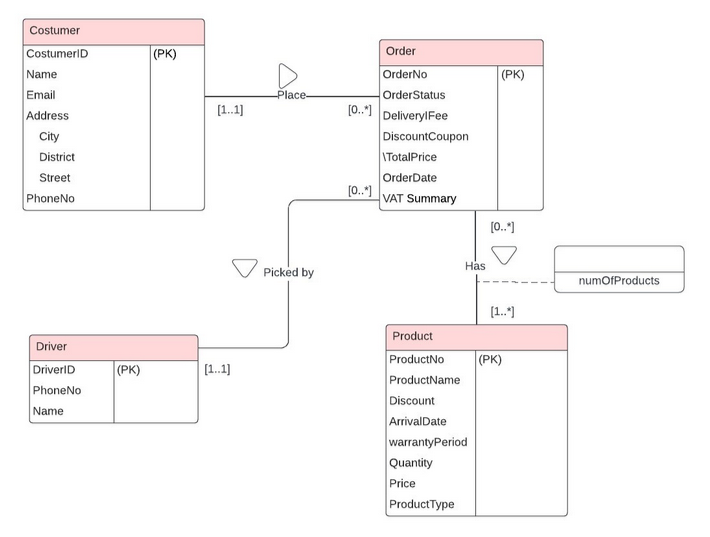 Costumer
CostumerID (PK)
Name
Email
Address
City
District
Street
PhoneNo
Place
[1..1]
[0..*]
Order
OrderNo (PK)
OrderStatus
DeliverylFee
DiscountCoupon
\TotalPrice
OrderDate
VAT Summary
[0..*]
Picked by
[1..1]
Driver
DriverID (PK)
PhoneNo
Name
[0..*]
Has
numOfProducts
[1..*]
Product
ProductNo (PK)
ProductName
Discount
ArrivalDate
warrantyPeriod
Quantity
Price
ProductType